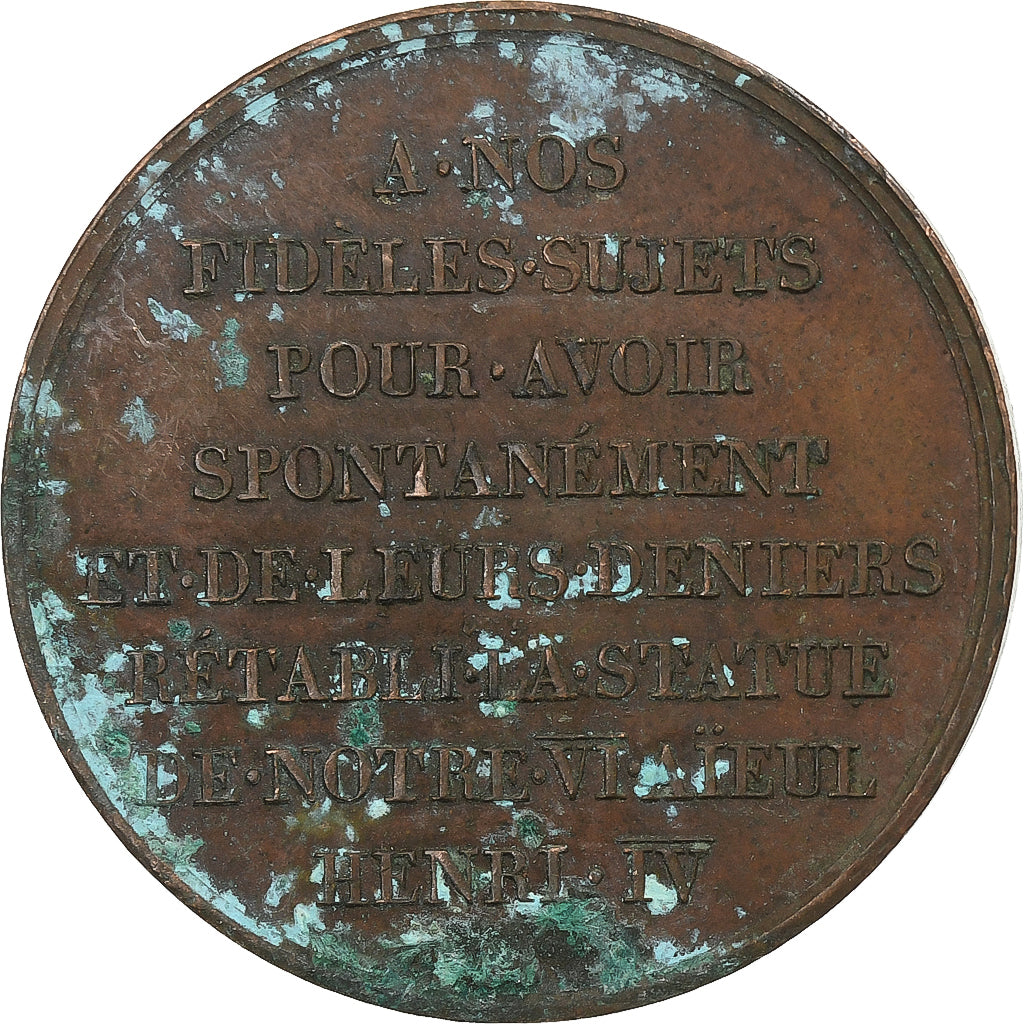 A·NOS
FIDÈLES·SUJETS
POUR·AVOIR
SPONTANÉMENT
ET·DE·LEURS·DENIERS
RÉTABLI·LA·STATUE
DE·NOTRE·VI·AÏEUL
HENRI·IV